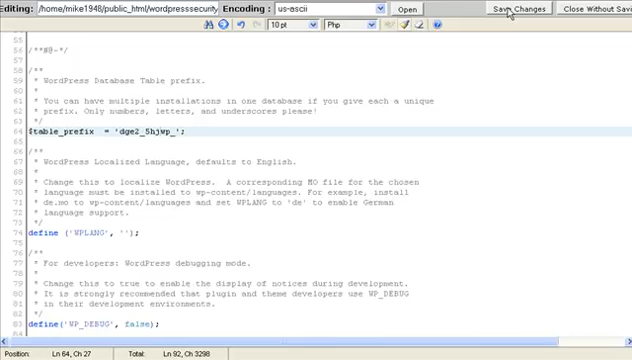 Editing: /home/mike1948/public_html/wordpresssecurity Encoding : us-ascii Open Save Changes Close Without Savi
10 pt Php
55
56 /**#@-*/
57
58 /**
59 * WordPress Database Table prefix.
60 *
61 * You can have multiple installations in one database if you give each a unique
62 * prefix. Only numbers, letters, and underscores please!
63 */
64 $table_prefix = 'dge2_5hjwp_';
65
66 /**
67 * WordPress Localized Language, defaults to English.
68 *
69 * Change this to localize WordPress. A corresponding MO file for the chosen
70 * language must be installed to wp-content/languages. For example, install
71 * de.mo to wp-content/languages and set WPLANG to 'de' to enable German
72 * language support.
73 */
74 define ('WPLANG', '');
75
76 /**
77 * For developers: WordPress debugging mode.
78 *
79 * Change this to true to enable the display of notices during development.
80 * It is strongly recommended that plugin and theme developers use WP_DEBUG
81 * in their development environments.
82 */
83 define('WP_DEBUG', false);
Position: Ln 64, Ch 27 Total: Ln 92, Ch 3298